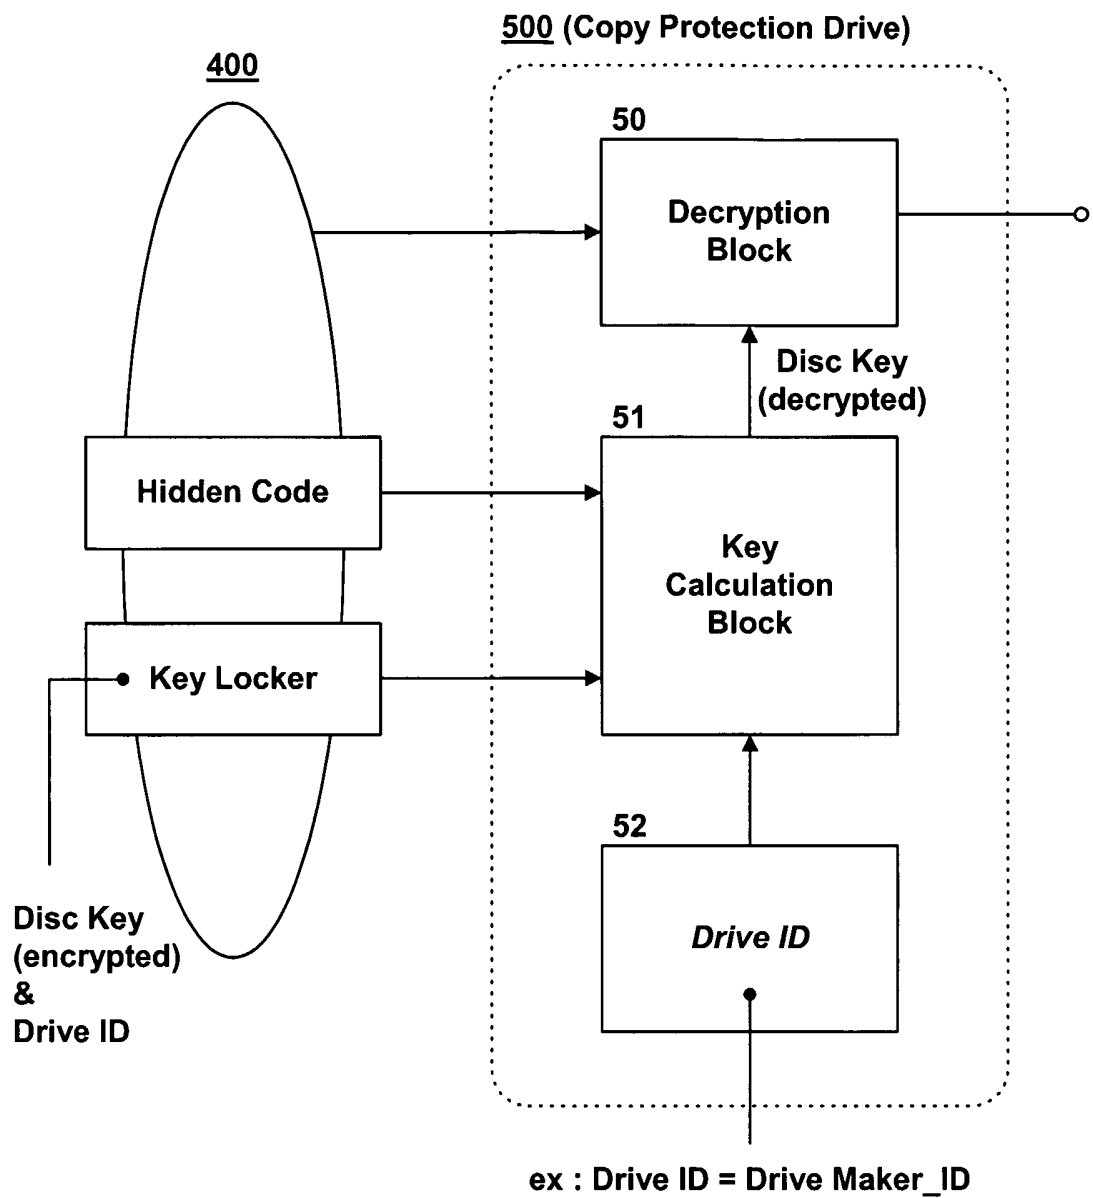 500 (Copy Protection Drive)
400
50
Decryption
Block
Disc Key
(decrypted)
51
Hidden Code
Key
Calculation
Block
Key Locker
52
Drive ID
Disc Key
(encrypted)
&
Drive ID
ex : Drive ID = Drive Maker_ID